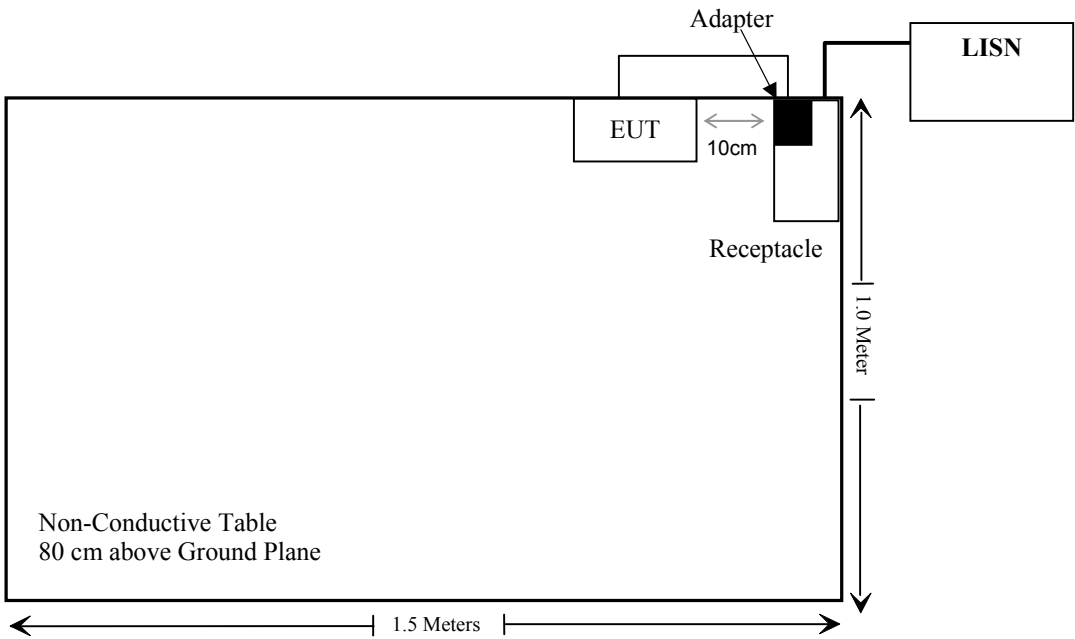 Adapter
LISN
EUT
10cm
Receptacle
1.0 Meter
Non-Conductive Table
80 cm above Ground Plane
1.5 Meters